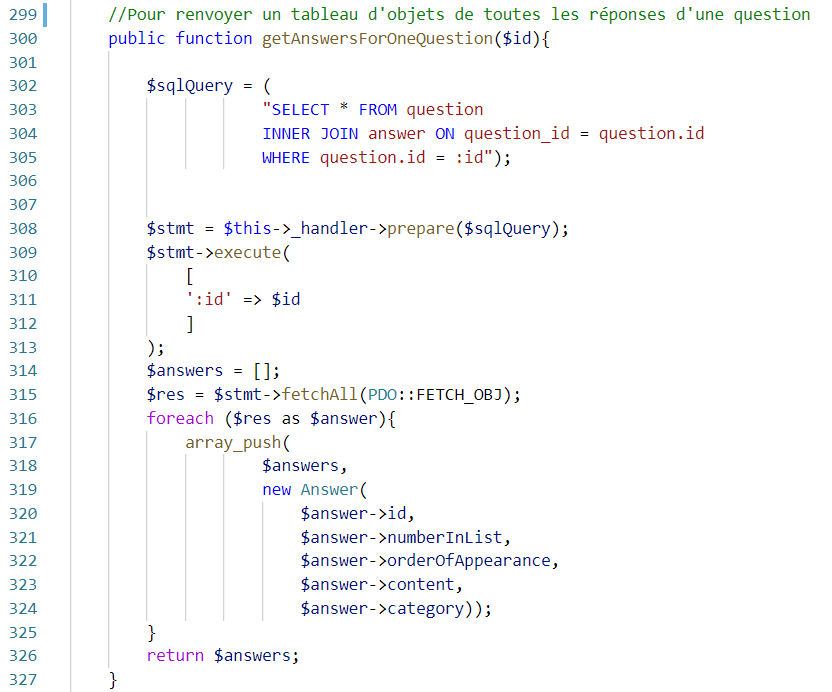 299 //Pour renvoyer un tableau d'objets de toutes les réponses d'une question
300 public function getAnswersForOneQuestion($id){
301
302 $sqlQuery = (
303 "SELECT * FROM question
304 INNER JOIN answer ON question_id = question.id
305 WHERE question.id = :id");
306
307
308 $stmt = $this->_handler->prepare($sqlQuery);
309 $stmt->execute(
310 [
311 ':id' => $id
312 ]
313 );
314 $answers = [];
315 $res = $stmt->fetchAll(PDO::FETCH_OBJ);
316 foreach ($res as $answer){
317 array_push(
318 $answers,
319 new Answer(
320 $answer->id,
321 $answer->numberInList,
322 $answer->orderOfAppearance,
323 $answer->content,
324 $answer->category));
325 }
326 return $answers;
327 }